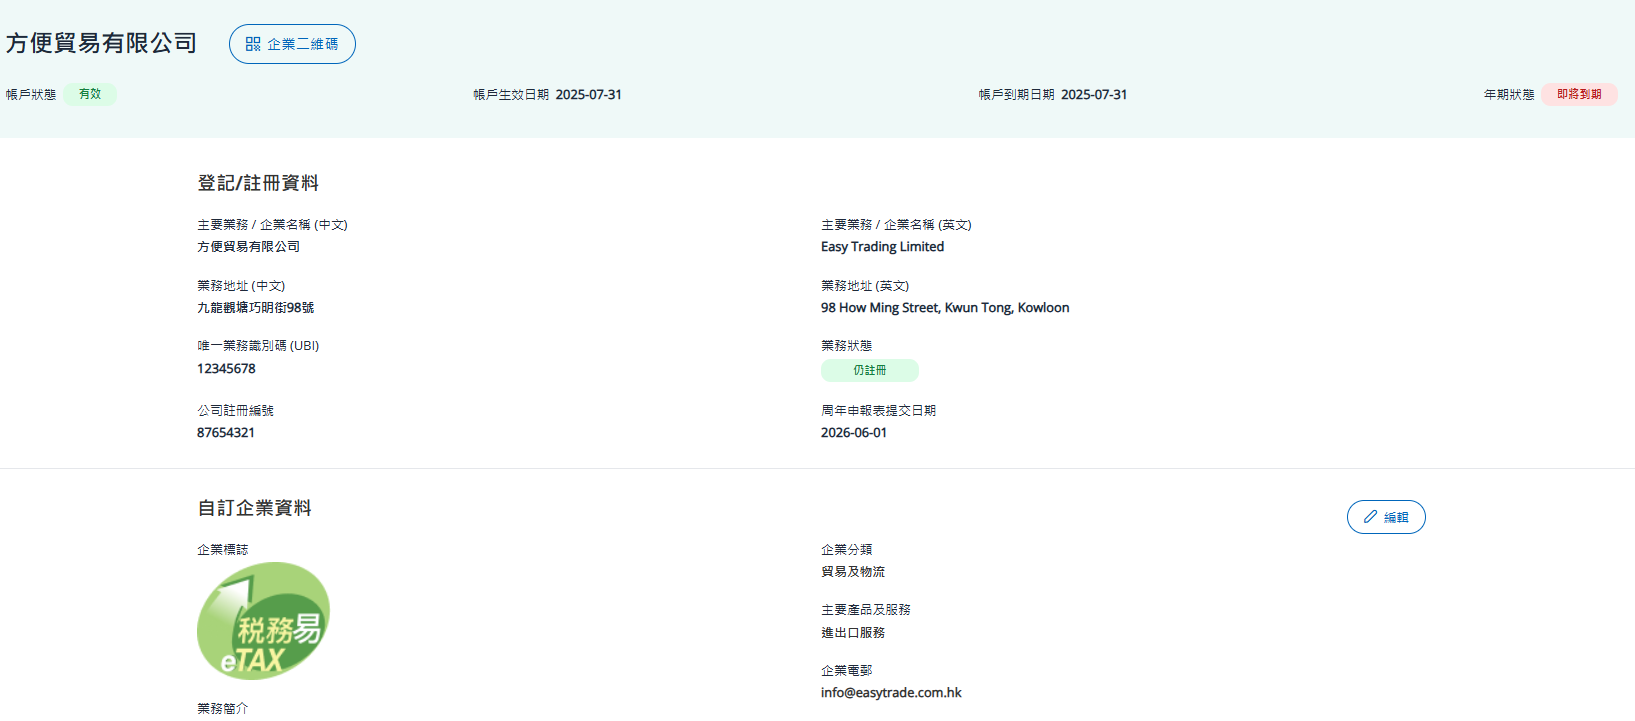 方便貿易有限公司
企業二維碼
帳戶狀態 有效
帳戶生效日期 2025-07-31
帳戶到期日期 2025-07-31
年期狀態 即將到期
登記/註冊資料
主要業務 / 企業名稱 (中文)
方便貿易有限公司
主要業務 / 企業名稱 (英文)
Easy Trading Limited
業務地址 (中文)
九龍觀塘巧明街98號
業務地址 (英文)
98 How Ming Street, Kwun Tong, Kowloon
唯一業務識別碼 (UBI)
12345678
業務狀態
仍註冊
公司註冊編號
87654321
周年申報表提交日期
2026-06-01
自訂企業資料
編輯
企業標誌
税務易
eTAX
企業分類
貿易及物流
主要產品及服務
進出口服務
企業電郵
info@easytrade.com.hk
業務簡介